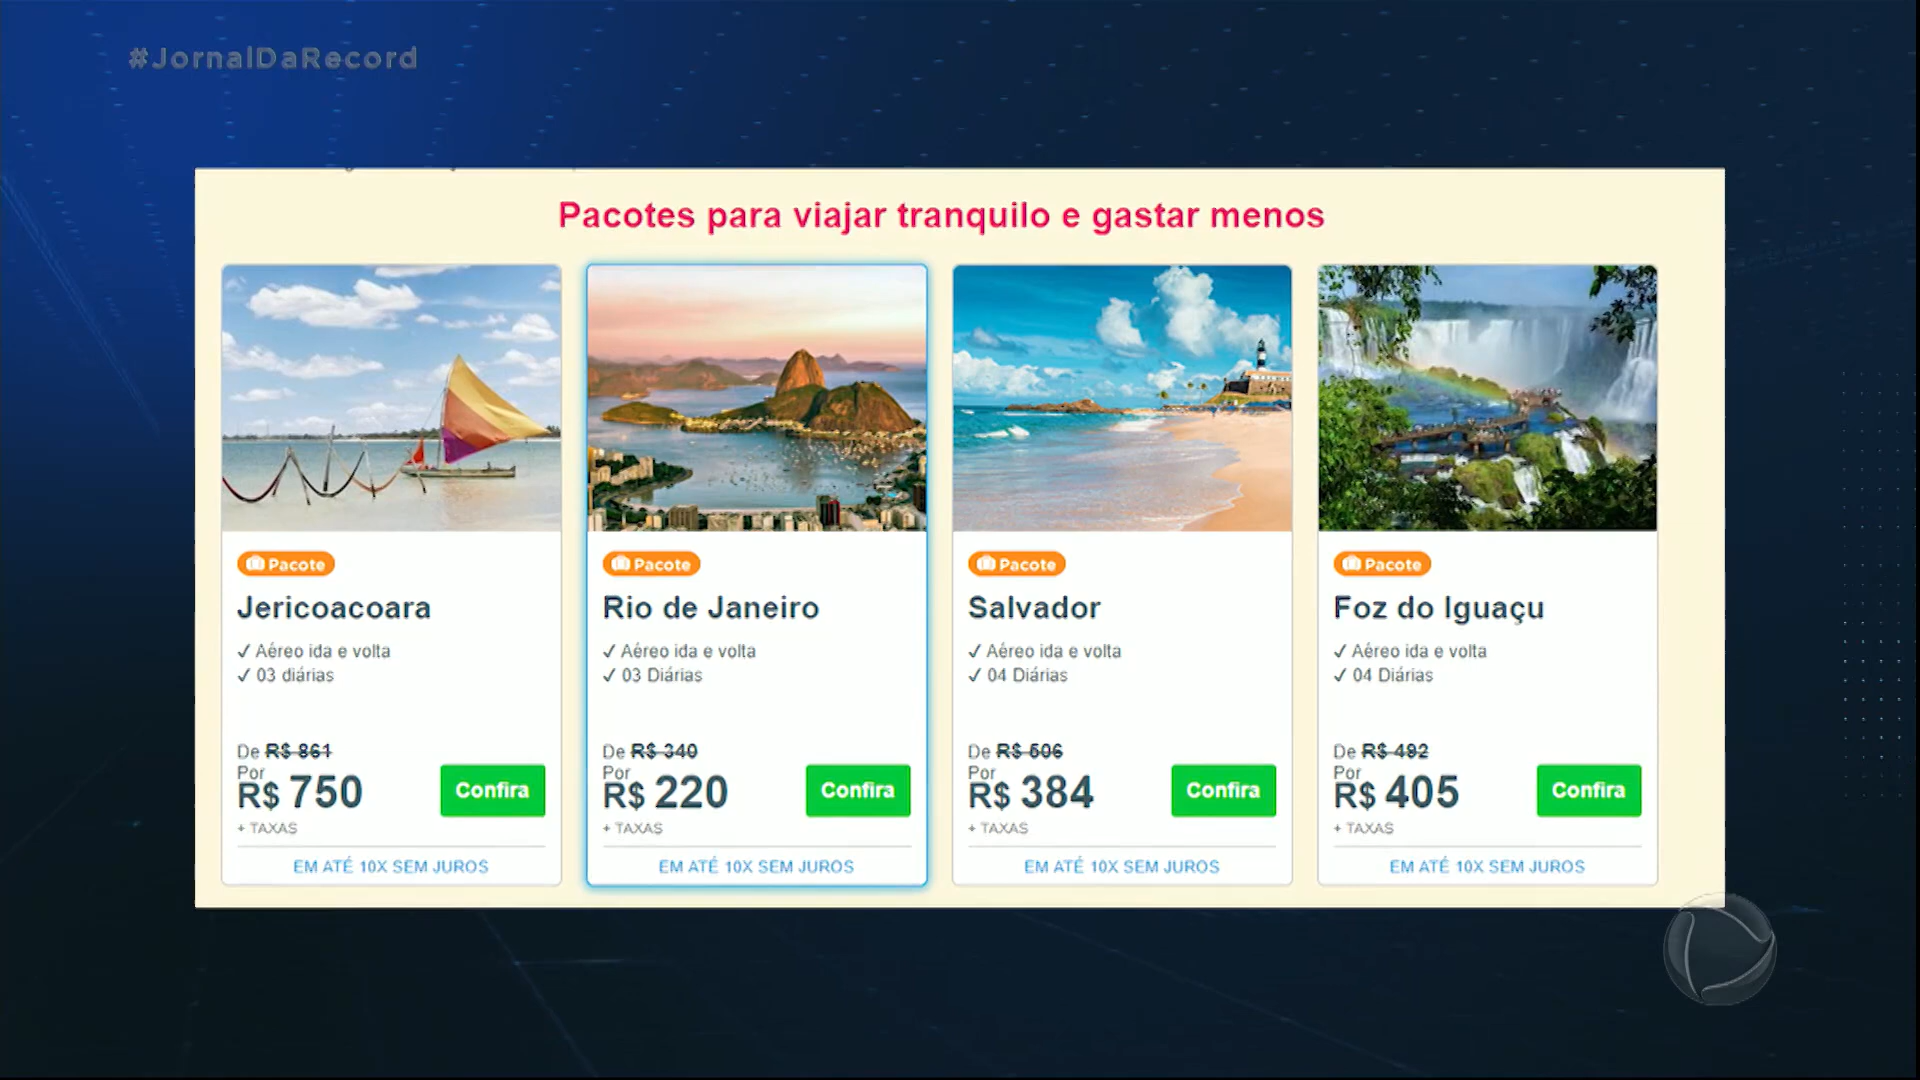 #JornalDaRecord
Pacotes para viajar tranquilo e gastar menos
Pacote
Jericoacoara
✓ Aéreo ida e volta
✓ 03 diárias
De R$ 861
Por
R$ 750
Confira
+ TAXAS
EM ATÉ 10X SEM JUROS
Pacote
Rio de Janeiro
✓ Aéreo ida e volta
✓ 03 Diárias
De R$ 340
Por
R$ 220
Confira
+ TAXAS
EM ATÉ 10X SEM JUROS
Pacote
Salvador
✓ Aéreo ida e volta
✓ 04 Diárias
De R$ 506
Por
R$ 384
Confira
+ TAXAS
EM ATÉ 10X SEM JUROS
Pacote
Foz do Iguaçu
✓ Aéreo ida e volta
✓ 04 Diárias
De R$ 492
Por
R$ 405
Confira
+ TAXAS
EM ATÉ 10X SEM JUROS